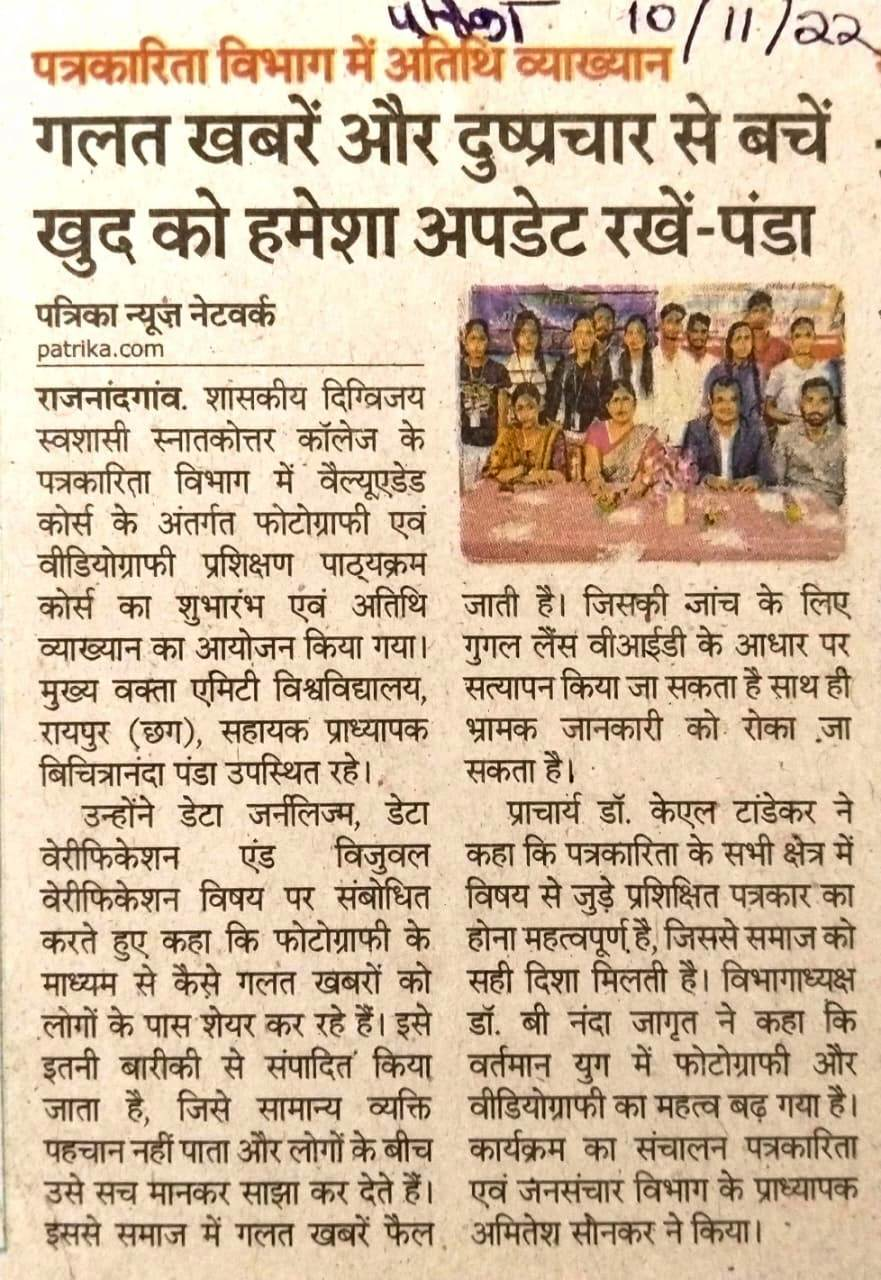 पत्रिका 10/11/22
पत्रकारिता विभाग में अतिथि व्याख्यान
गलत खबरें और दुष्प्रचार से बचें
खुद को हमेशा अपडेट रखें-पंडा
पत्रिका न्यूज़ नेटवर्क
patrika.com
राजनांदगांव. शासकीय दिग्विजय
स्वशासी स्नातकोत्तर कॉलेज के
पत्रकारिता विभाग में वैल्यूएडेड
कोर्स के अंतर्गत फोटोग्राफी एवं
वीडियोग्राफी प्रशिक्षण पाठ्यक्रम
कोर्स का शुभारंभ एवं अतिथि
व्याख्यान का आयोजन किया गया।
मुख्य वक्ता एमिटी विश्वविद्यालय,
रायपुर (छग), सहायक प्राध्यापक
बिचित्रानंदा पंडा उपस्थित रहे।
उन्होंने डेटा जर्नलिज्म, डेटा
वेरीफिकेशन एंड विजुवल
वेरीफिकेशन विषय पर संबोधित
करते हुए कहा कि फोटोग्राफी के
माध्यम से कैसे गलत खबरों को
लोगों के पास शेयर कर रहे हैं। इसे
इतनी बारीकी से संपादित किया
जाता है, जिसे सामान्य व्यक्ति
पहचान नहीं पाता और लोगों के बीच
उसे सच मानकर साझा कर देते हैं।
इससे समाज में गलत खबरें फैल
जाती है। जिसकी जांच के लिए
गुगल लैंस वीआईडी के आधार पर
सत्यापन किया जा सकता है साथ ही
भ्रामक जानकारी को रोका जा
सकता है।
प्राचार्य डॉ. केएल टांडेकर ने
कहा कि पत्रकारिता के सभी क्षेत्र में
विषय से जुड़े प्रशिक्षित पत्रकार का
होना महत्वपूर्ण है, जिससे समाज को
सही दिशा मिलती है। विभागाध्यक्ष
डॉ. बी नंदा जागृत ने कहा कि
वर्तमान युग में फोटोग्राफी और
वीडियोग्राफी का महत्व बढ़ गया है।
कार्यक्रम का संचालन पत्रकारिता
एवं जनसंचार विभाग के प्राध्यापक
अमितेश सोनकर ने किया।